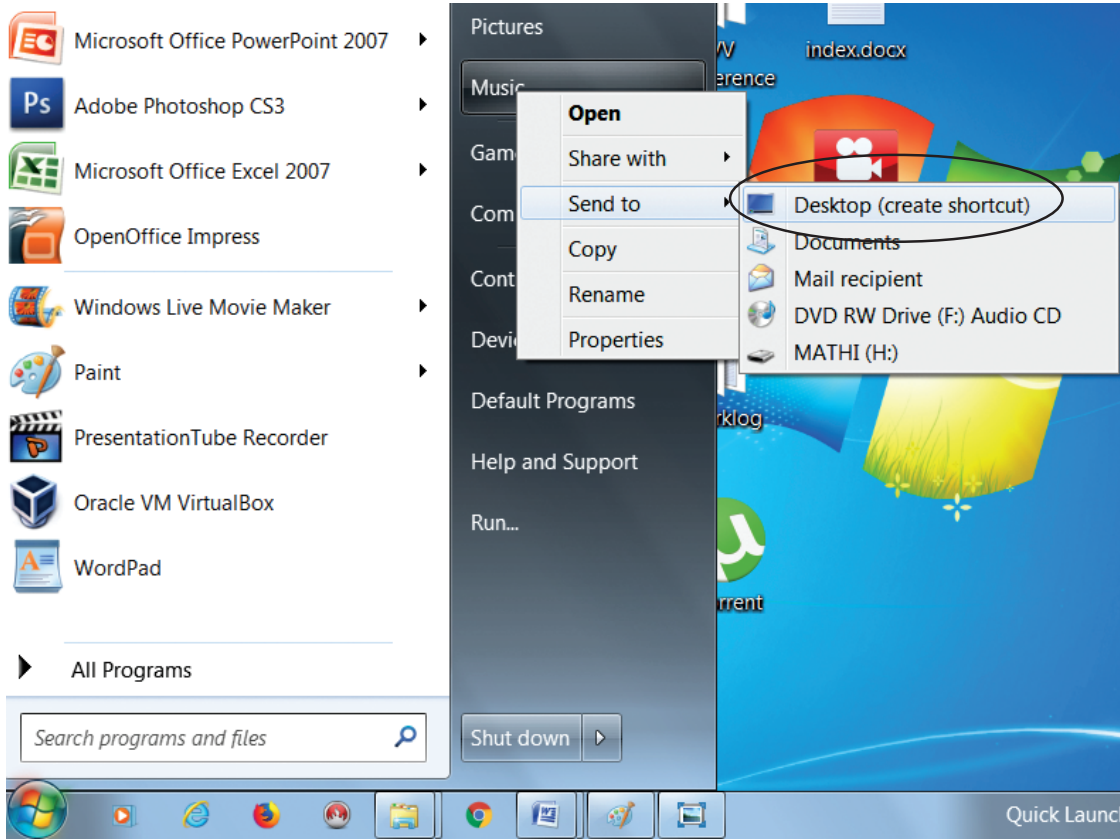 Microsoft Office PowerPoint 2007
Adobe Photoshop CS3
Ps
Microsoft Office Excel 2007
OpenOffice Impress
Windows Live Movie Maker
Paint
PresentationTube Recorder
Oracle VM VirtualBox
WordPad
All Programs
Search programs and files
Pictures
Music
Default Programs
Help and Support
Run...
Shut down
Open
Share with
Send to
Copy
Rename
Properties
Desktop (create shortcut)
Documents
Mail recipient
DVD RW Drive (F:) Audio CD
MATHI (H:)
index.docx
Quick Launc